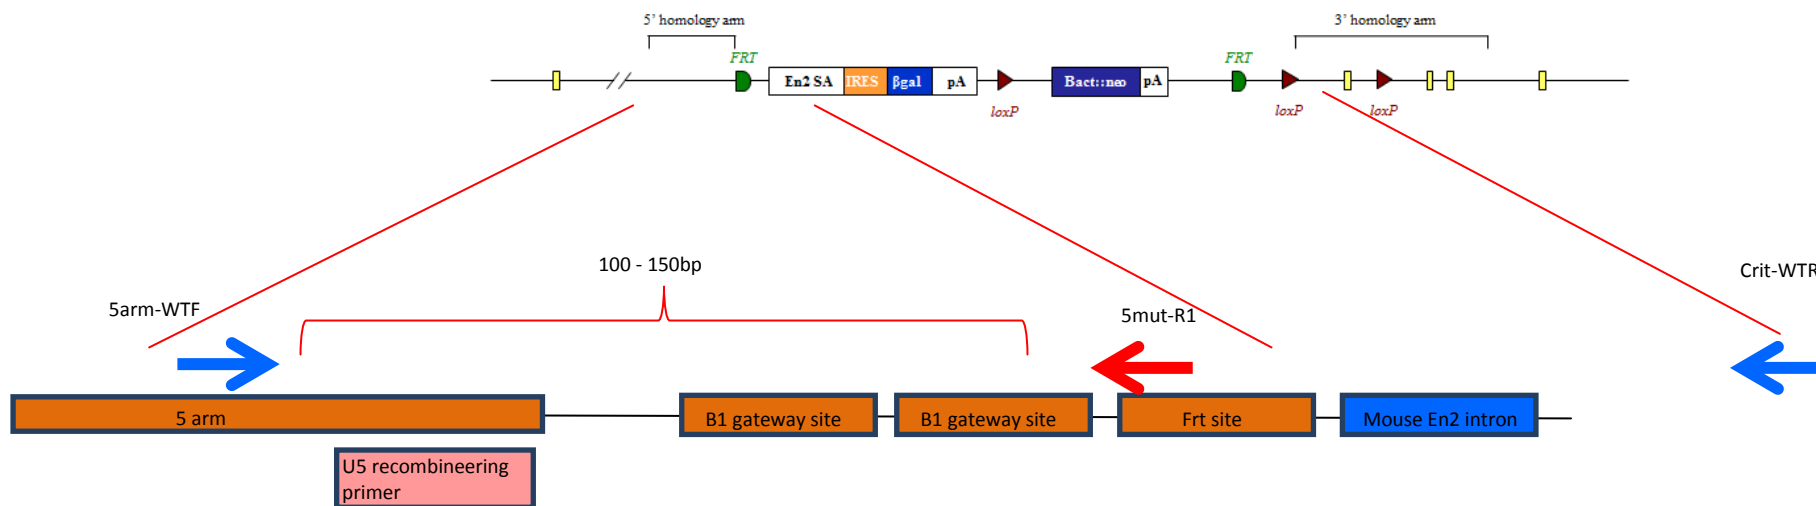 5’ homology arm
3’ homology arm
FRT
FRT
En2 SA
IRES
βgal
pA
Bact::neo
pA
loxP
loxP
loxP
100 - 150bp
Crit-WTR
5arm-WTF
5mut-R1
5 arm
B1 gateway site
B1 gateway site
Frt site
Mouse En2 intron
U5 recombineering
primer